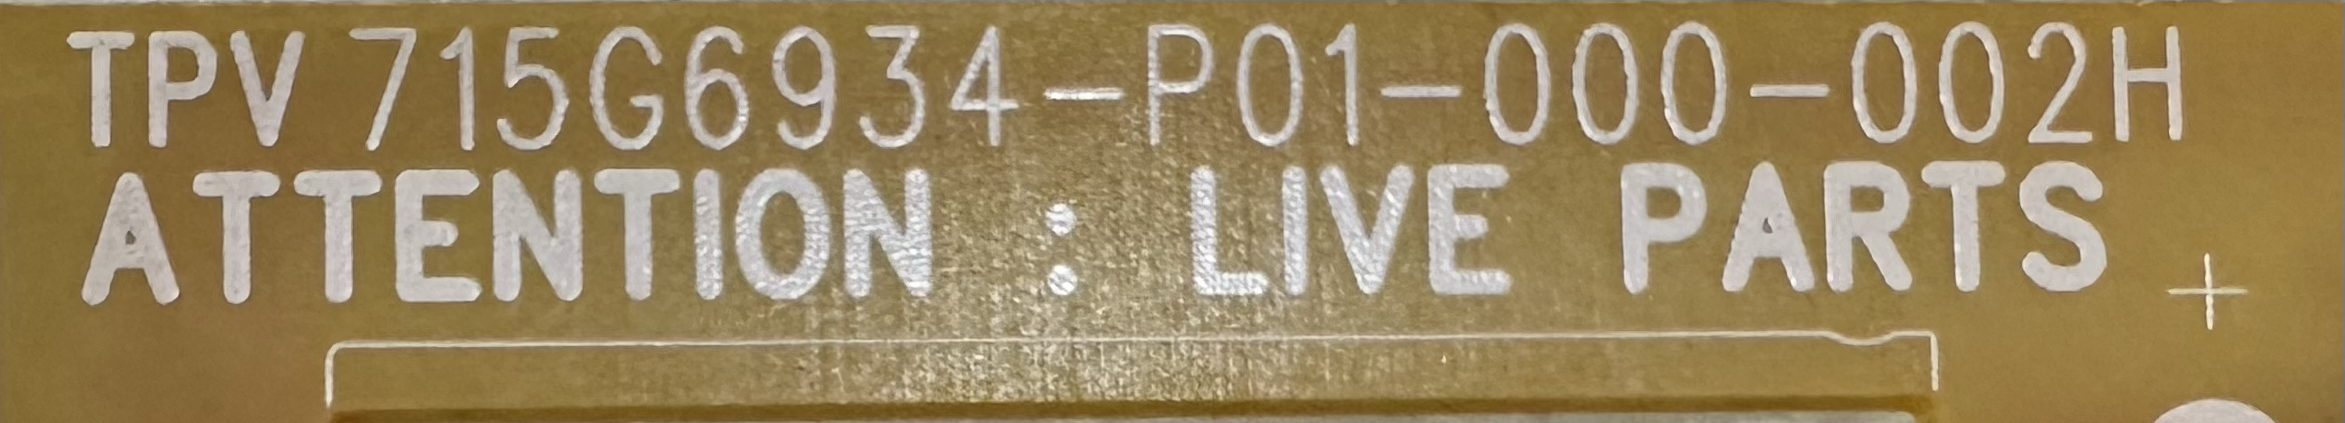 TPV 715G6934-P01-000-002H
ATTENTION : LIVE PARTS